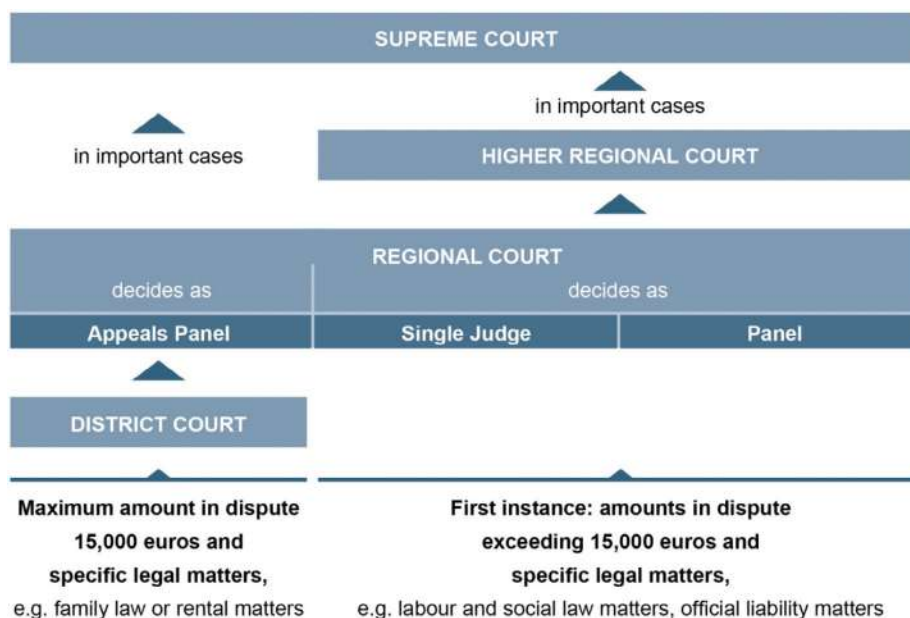 SUPREME COURT
in important cases
in important cases
HIGHER REGIONAL COURT
REGIONAL COURT
decides as
decides as
Appeals Panel
Single Judge
Panel
DISTRICT COURT
Maximum amount in dispute
15,000 euros and
specific legal matters,
e.g. family law or rental matters
First instance: amounts in dispute
exceeding 15,000 euros and
specific legal matters,
e.g. labour and social law matters, official liability matters